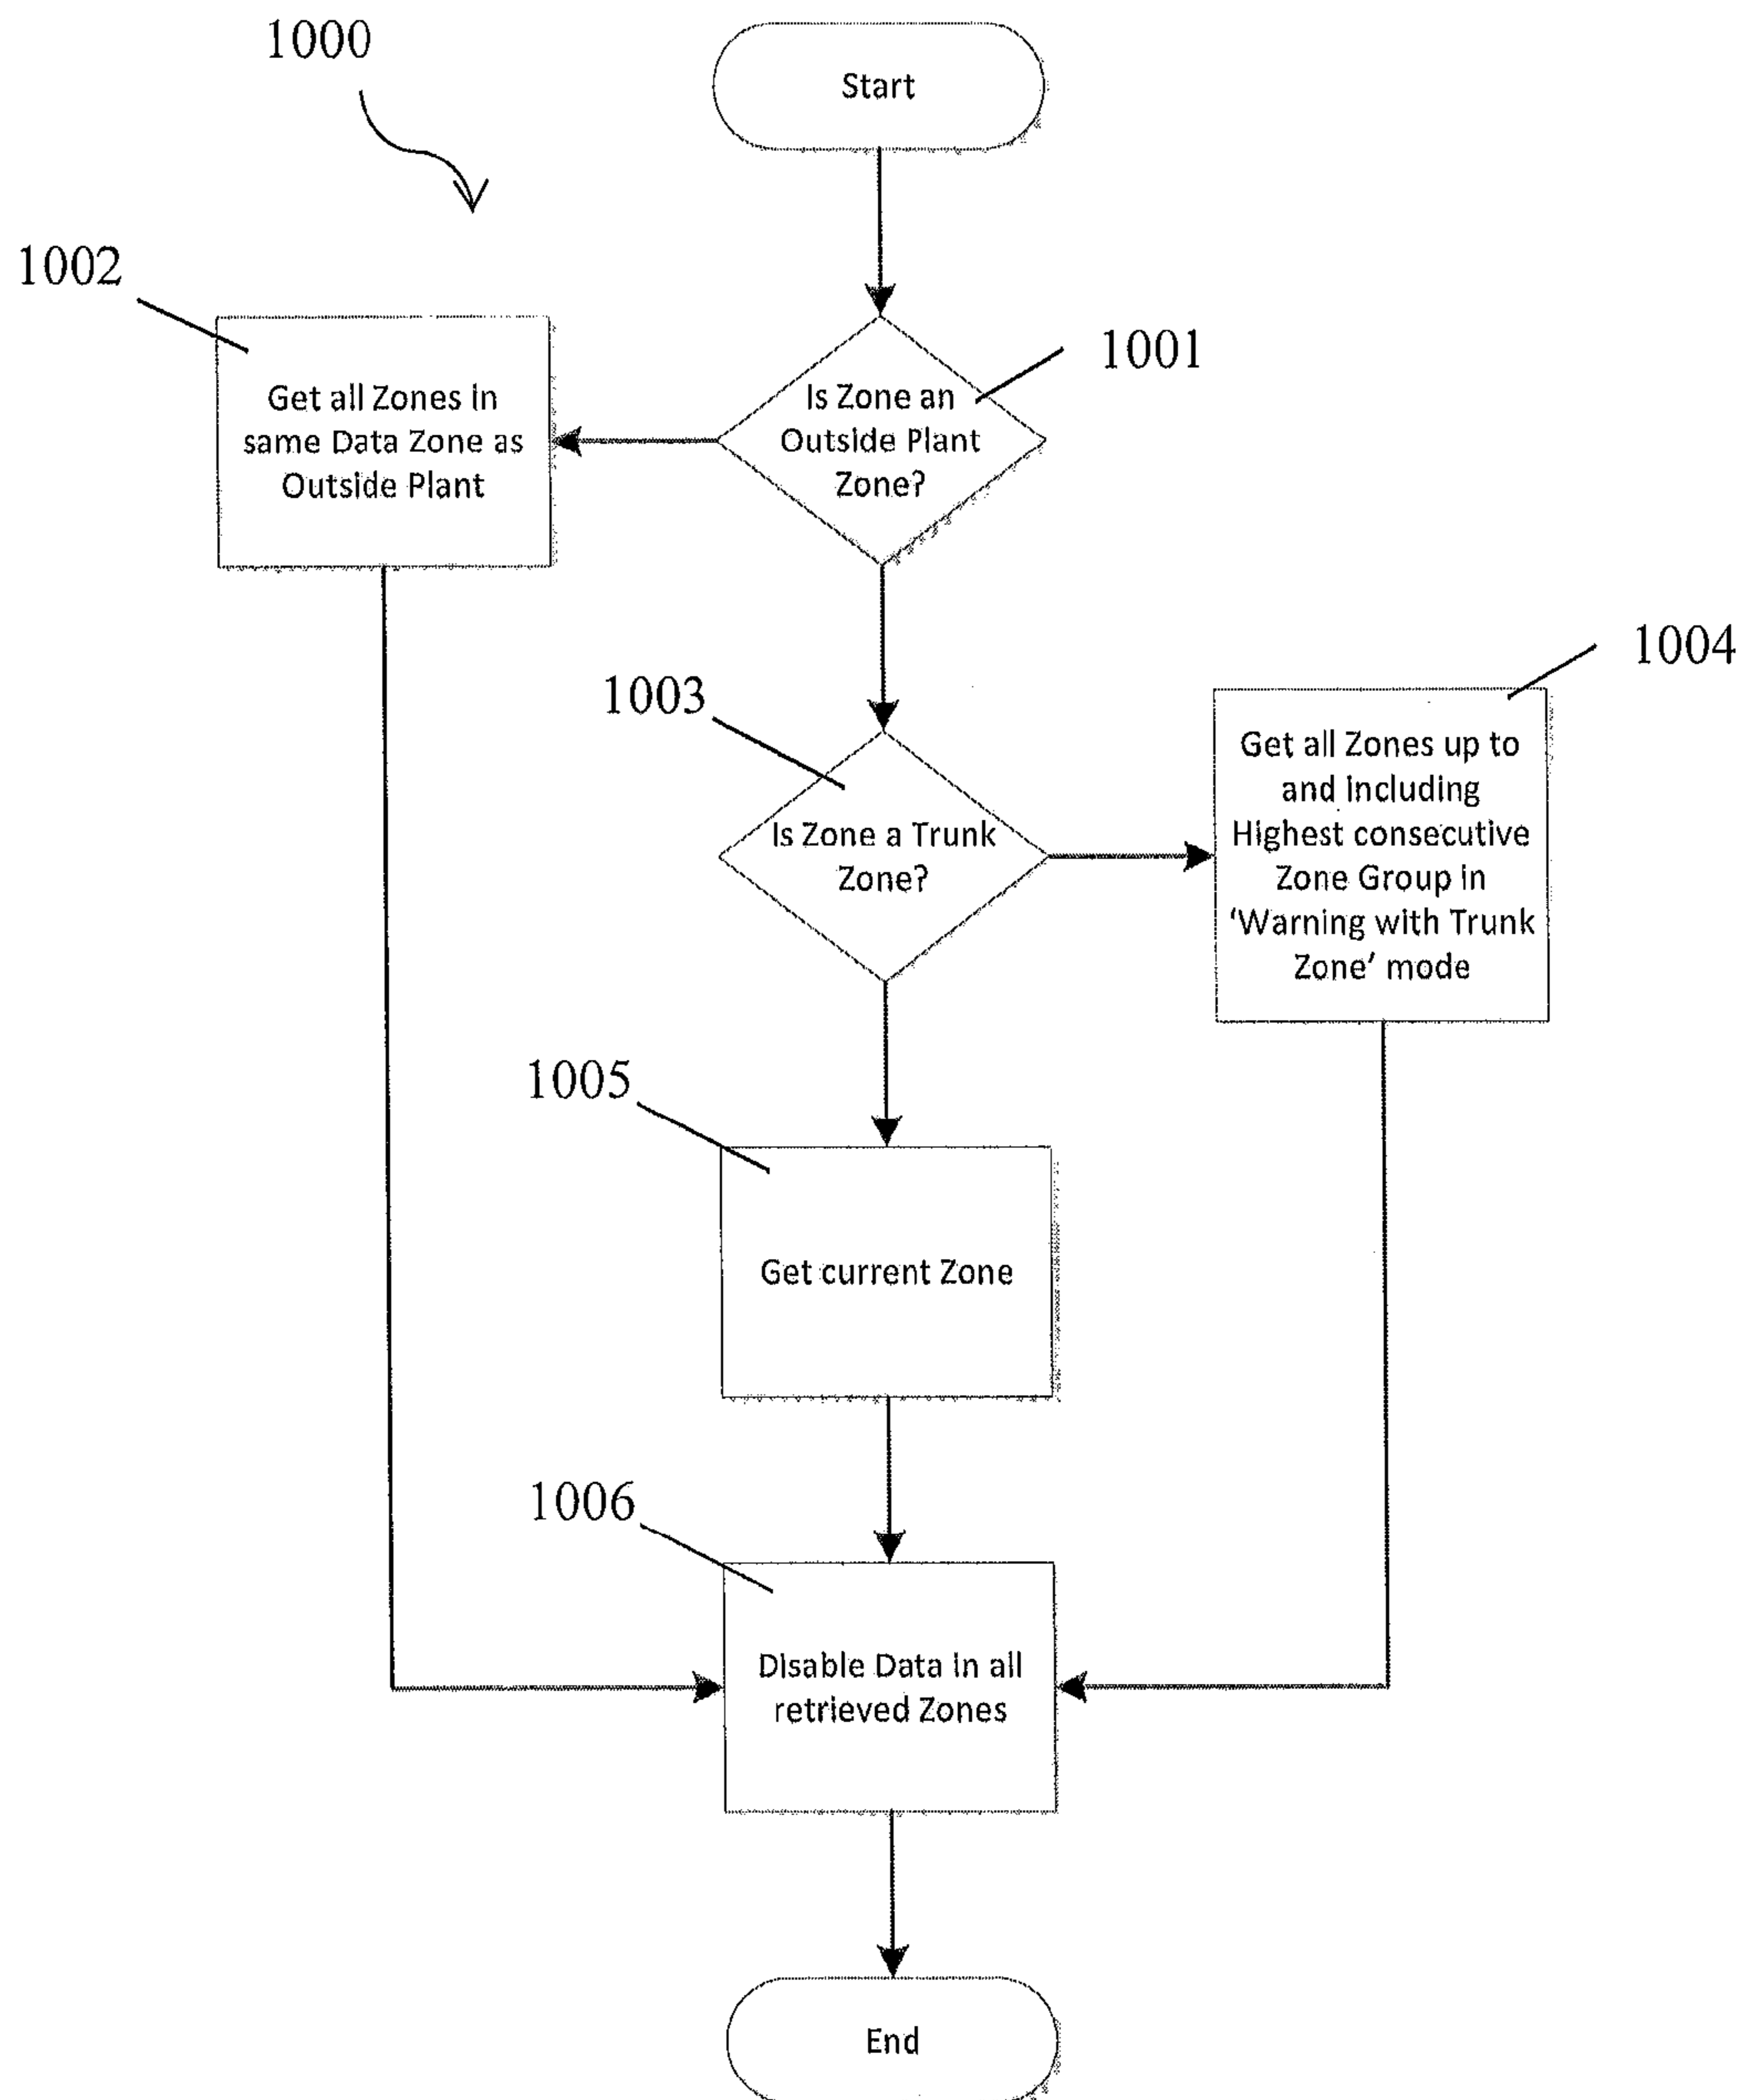 1000
Start
1002
1001
Get all Zones in
same Data Zone as
Outside Plant
Is Zone an
Outside Plant
Zone?
1004
1003
Get all Zones up to
and including
Highest consecutive
Zone Group in
'Warning with Trunk
Zone' mode
Is Zone a Trunk
Zone?
1005
Get current Zone
1006
Disable Data in all
retrieved Zones
End